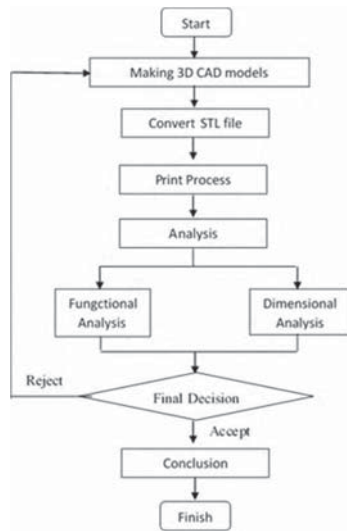 Start
Making 3D CAD models
Convert STL file
Print Process
Analysis
Fungctional
Analysis
Dimensional
Analysis
Reject
Final Decision
Accept
Conclusion
Finish